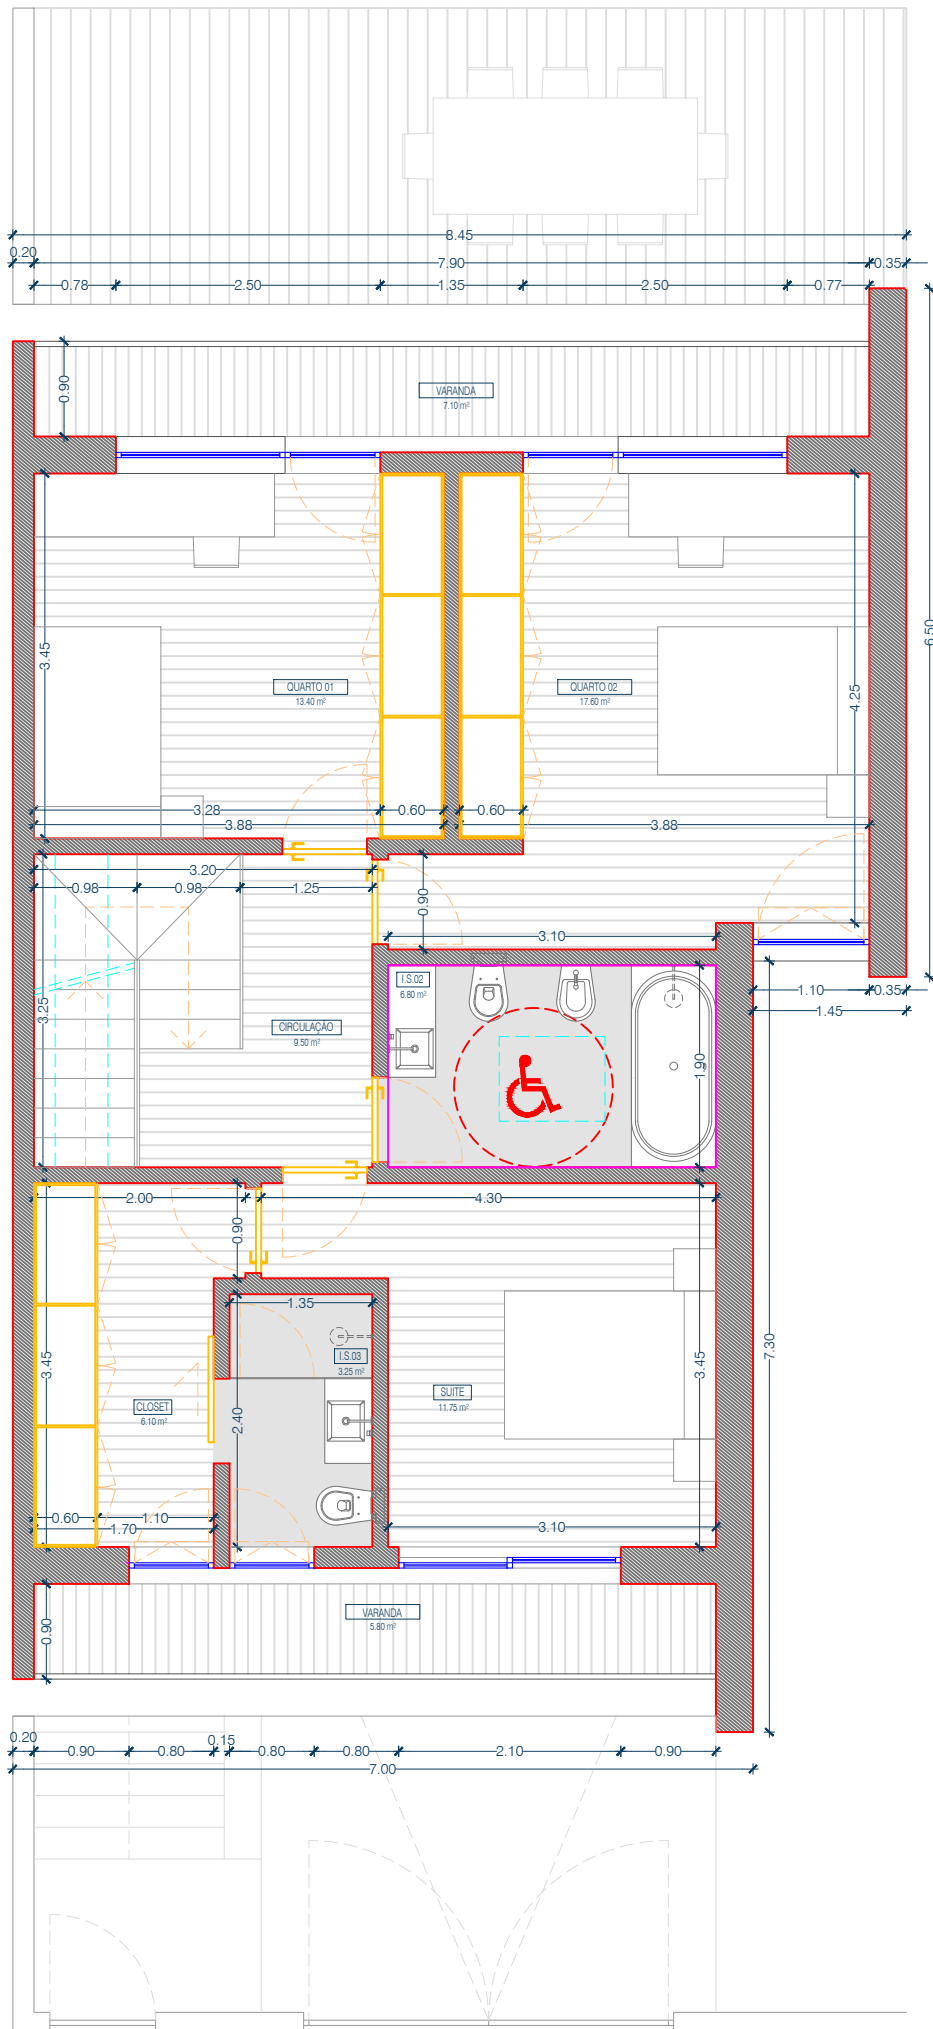 8.45
0.20
7.90
0.35
0.78
2.50
1.35
2.50
0.77
0.90
VARANDA
7.10 m²
6.50
3.45
4.25
QUARTO 01
13.40 m²
QUARTO 02
17.60 m²
3.28
0.60
0.60
3.88
3.88
3.20
0.98
0.98
1.25
0.90
3.10
I.S.02
6.80 m²
3.25
CIRCULAÇÃO
9.50 m²
1.90
1.10
0.35
1.45
2.00
4.30
0.90
1.35
7.30
I.S.03
3.25 m²
3.45
3.45
SUITE
11.75 m²
CLOSET
6.10 m²
2.40
0.60
1.10
1.70
3.10
VARANDA
5.80 m²
0.90
0.20
0.90
0.80
0.15
0.80
0.80
2.10
0.90
7.00